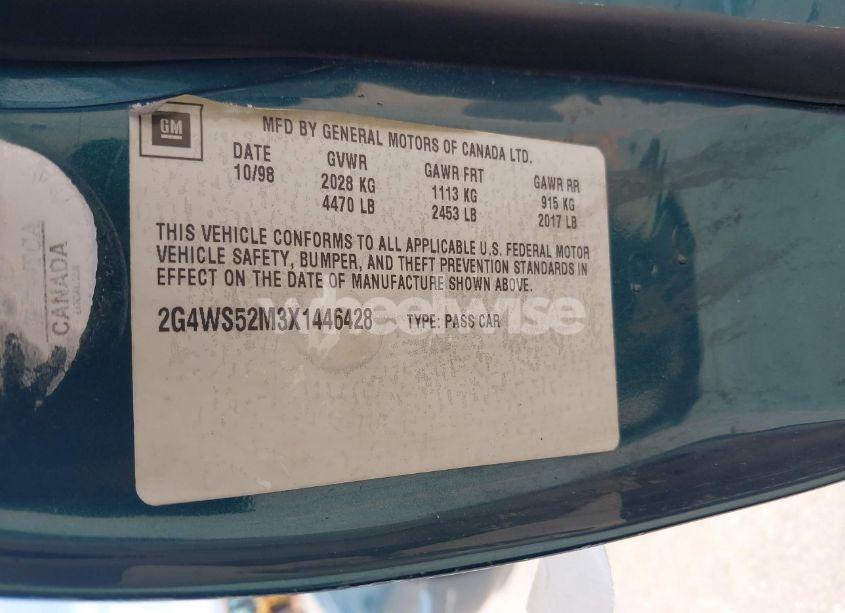 GM
MFD BY GENERAL MOTORS OF CANADA LTD.
DATE GVWR GAWR FRT GAWR RR
10/98 2028 KG 1113 KG 915 KG
4470 LB 2453 LB 2017 LB
THIS VEHICLE CONFORMS TO ALL APPLICABLE U.S. FEDERAL MOTOR
VEHICLE SAFETY, BUMPER, AND THEFT PREVENTION STANDARDS IN
EFFECT ON THE DATE OF MANUFACTURE SHOWN ABOVE.
2G4WS52M3X1446428 TYPE: PASS CAR
wheelwise
CANADA